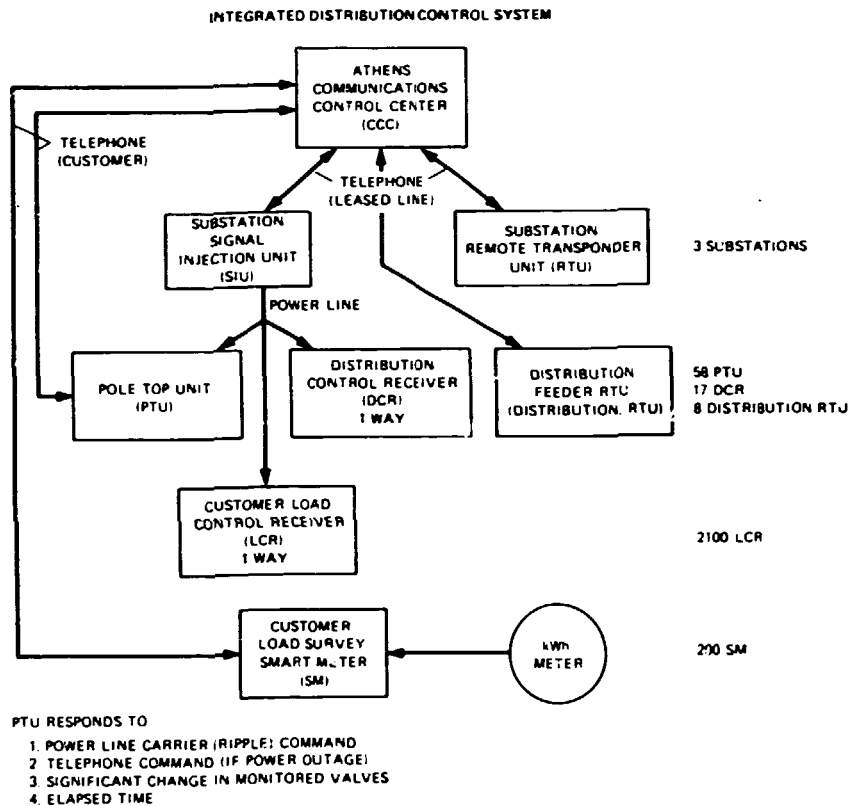 INTEGRATED DISTRIBUTION CONTROL SYSTEM
ATHENS
COMMUNICATIONS
CONTROL CENTER
(CCC)
TELEPHONE
(CUSTOMER)
TELEPHONE
(LEASED LINE)
SUBSTATION
SIGNAL
INJECTION UNIT
(SIU)
SUBSTATION
REMOTE TRANSPONDER
UNIT (RTU)
3 SUBSTATIONS
POWER LINE
POLE TOP UNIT
(PTU)
DISTRIBUTION
CONTROL RECEIVER
(DCR)
1 WAY
DISTRIBUTION
FEEDER RTU
(DISTRIBUTION. RTU)
58 PTU
17 DCR
8 DISTRIBUTION RTU
CUSTOMER LOAD
CONTROL RECEIVER
(LCR)
1 WAY
2100 LCR
CUSTOMER
LOAD SURVEY
SMART METER
(SM)
kWh
METER
200 SM
PTU RESPONDS TO
1. POWER LINE CARRIER (RIPPLE) COMMAND
2 TELEPHONE COMMAND (IF POWER OUTAGE)
3. SIGNIFICANT CHANGE IN MONITORED VALVES
4. ELAPSED TIME